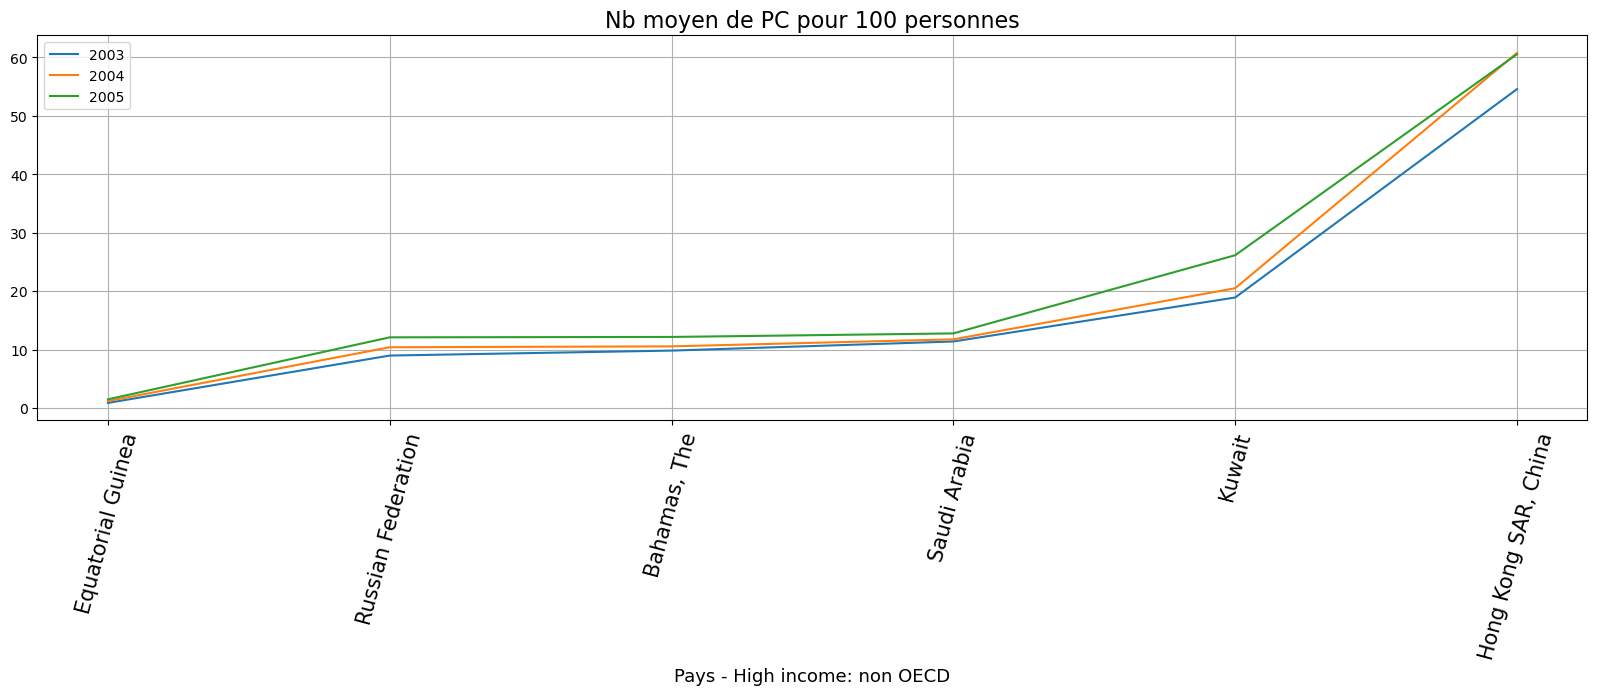 Nb moyen de PC pour 100 personnes
2003
2004
2005
60
50
40
30
20
10
0
Equatorial Guinea
Russian Federation
Bahamas, The
Saudi Arabia
Kuwait
Hong Kong SAR, China
Pays - High income: non OECD